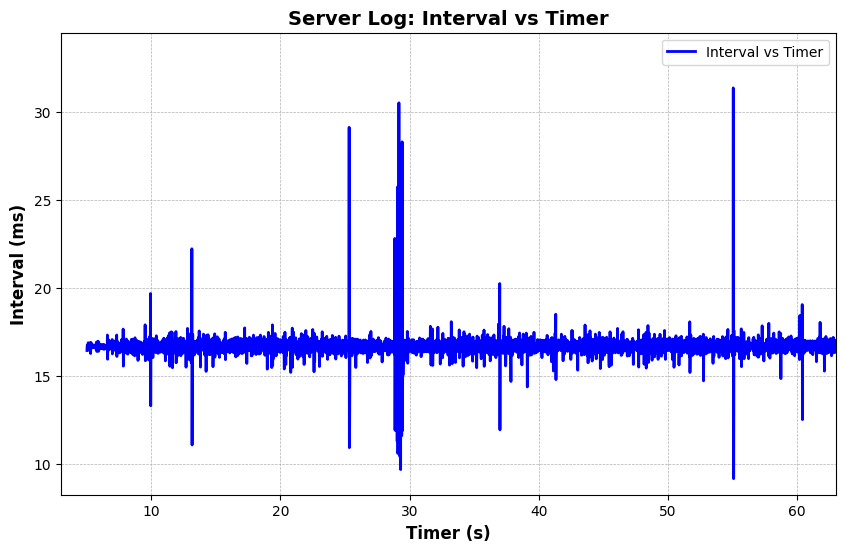 Server Log: Interval vs Timer
Interval vs Timer
30
25
20
15
10
Interval (ms)
10 20 30 40 50 60
Timer (s)